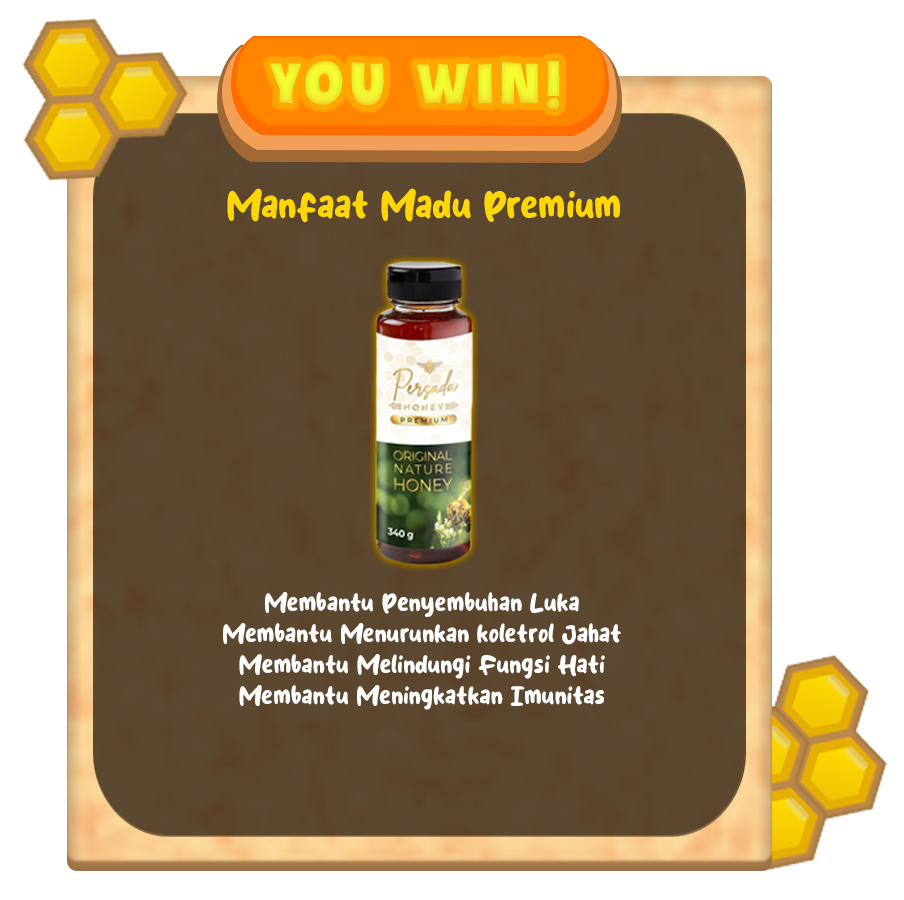 YOU WIN!
Manfaat Madu Premium
Persada
HONEY
PREMIUM
ORIGINAL
NATURE
HONEY
340 g
Membantu Penyembuhan Luka
Membantu Menurunkan koletrol Jahat
Membantu Melindungi Fungsi Hati
Membantu Meningkatkan Imunitas